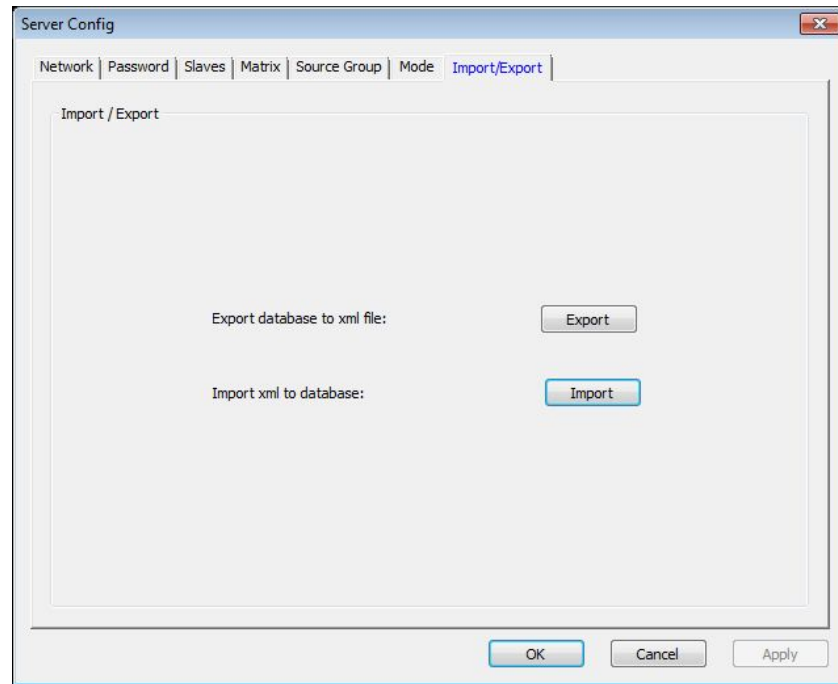 Server Config
Network | Password | Slaves | Matrix | Source Group | Mode Import/Export
Import / Export
Export database to xml file: Export
Import xml to database: Import
OK Cancel Apply